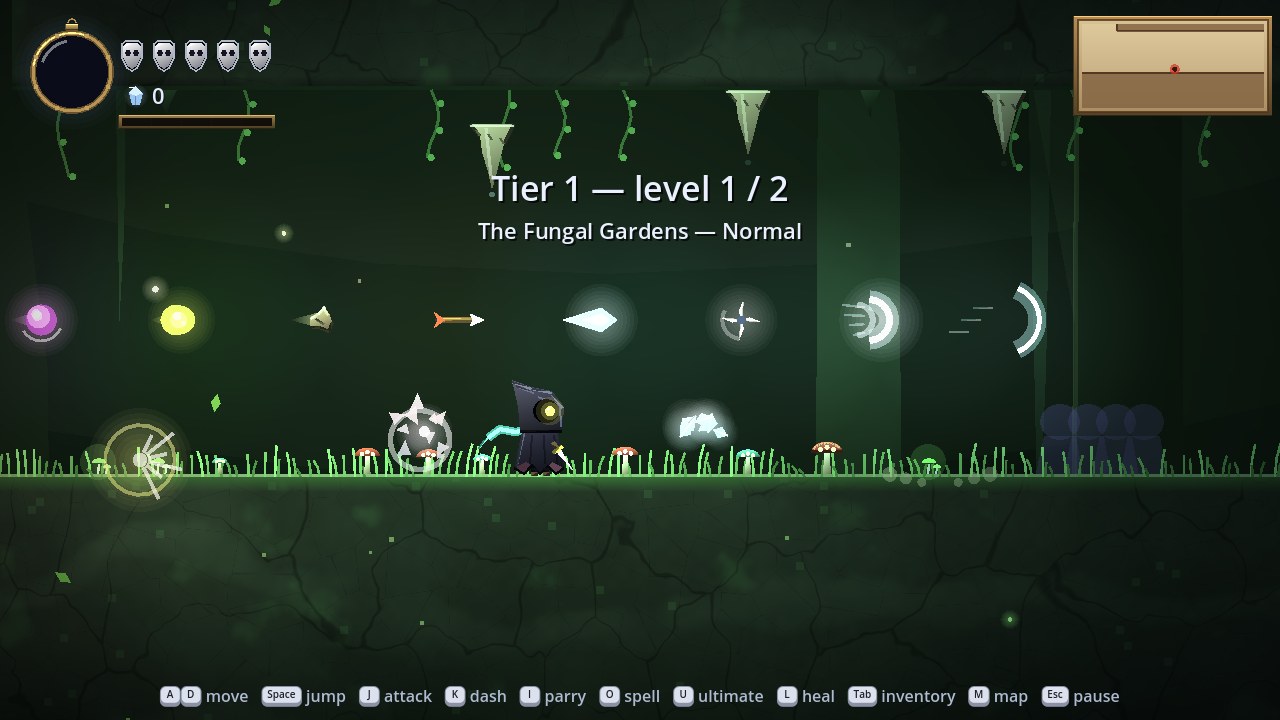 0
Tier 1 — level 1 / 2
The Fungal Gardens — Normal
A D move Space jump J attack K dash I parry O spell U ultimate L heal Tab inventory M map Esc pause